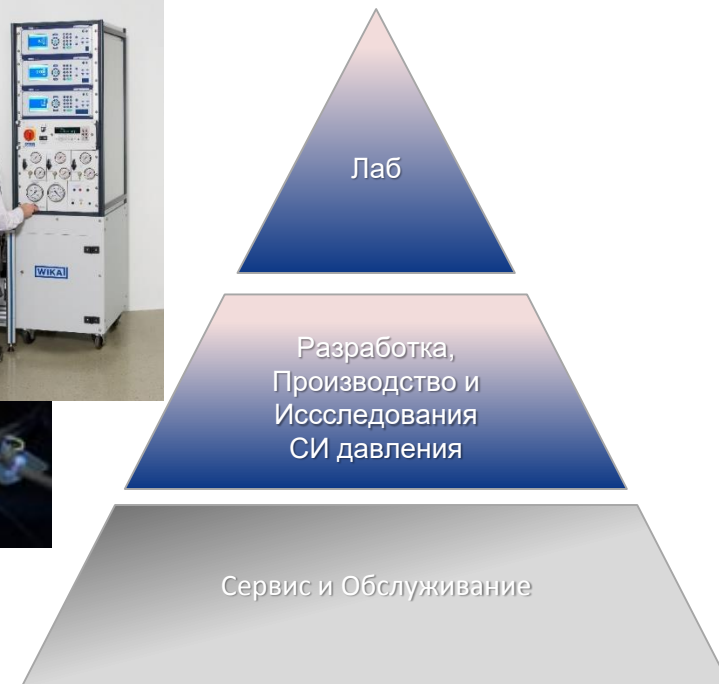 WIKA
Лаб
Разработка,
Производство и
Иссследования
СИ давления
Сервис и Обслуживание